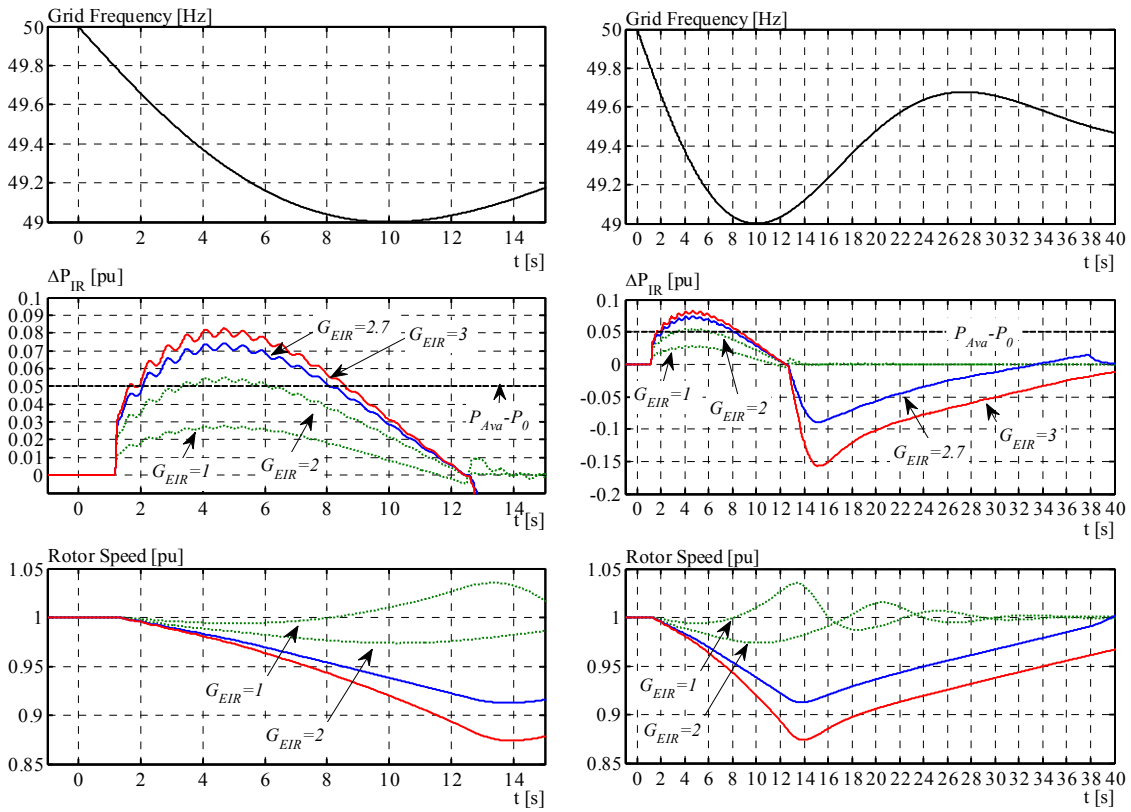 Grid Frequency [Hz]
50
49.8
49.6
49.4
49.2
49
0 2 4 6 8 10 12 14
t [s]
ΔP_IR [pu]
0.1
0.09
0.08
0.07
0.06
0.05
0.04
0.03
0.02
0.01
0
G_EIR=2.7
G_EIR=3
P_Ava-P_0
G_EIR=1
G_EIR=2
0 2 4 6 8 10 12 14
t [s]
Rotor Speed [pu]
1.05
1
0.95
0.9
0.85
G_EIR=1
G_EIR=2
0 2 4 6 8 10 12 14
t [s]
Grid Frequency [Hz]
50
49.8
49.6
49.4
49.2
49
0 2 4 6 8 10 12 14 16 18 20 22 24 26 28 30 32 34 36 38 40
t [s]
ΔP_IR [pu]
0.1
0.05
0
-0.05
-0.1
-0.15
-0.2
P_Ava-P_0
G_EIR=1
G_EIR=2
G_EIR=2.7
G_EIR=3
0 2 4 6 8 10 12 14 16 18 20 22 24 26 28 30 32 34 36 38 40
t [s]
Rotor Speed [pu]
1.05
1
0.95
0.9
0.85
G_EIR=1
G_EIR=2
0 2 4 6 8 10 12 14 16 18 20 22 24 26 28 30 32 34 36 38 40
t [s]